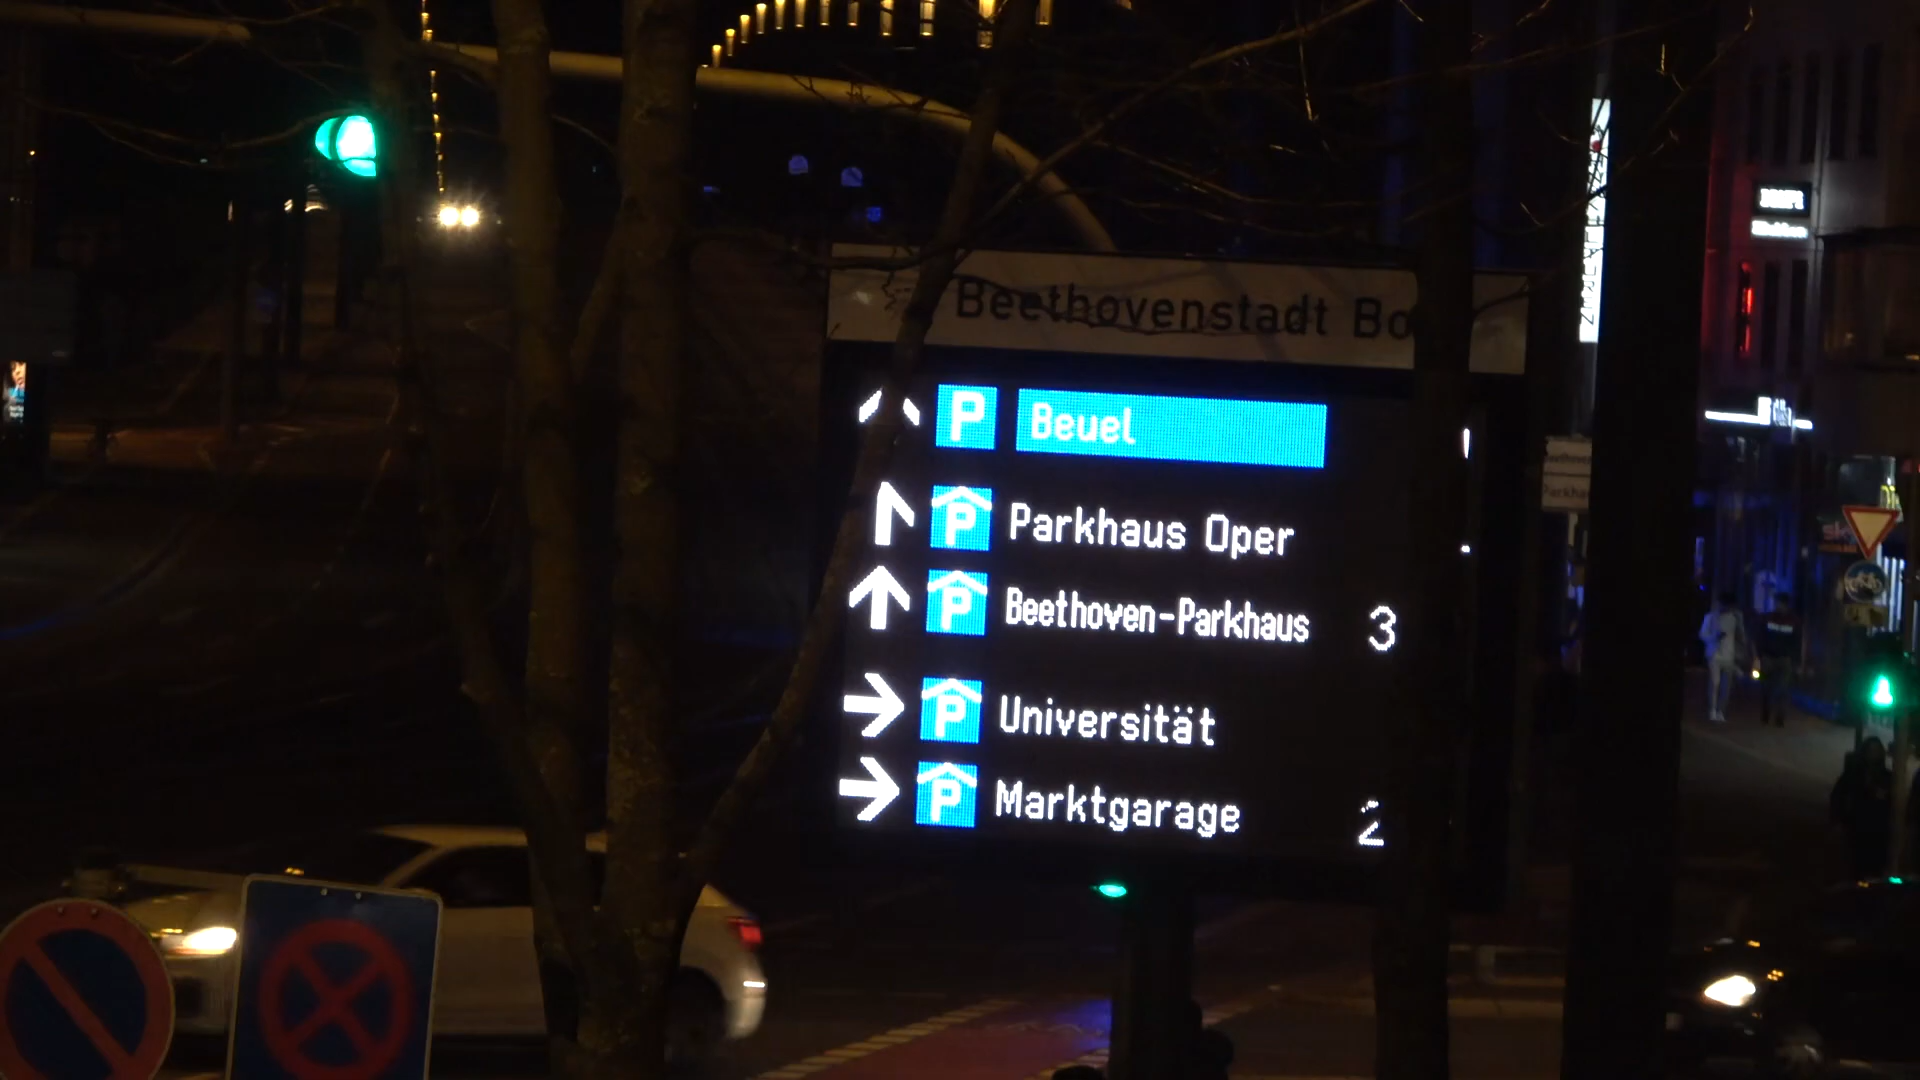 Beethovenstadt Bo
P Beuel
P Parkhaus Oper
P Beethoven-Parkhaus 3
P Universität
P Marktgarage 2